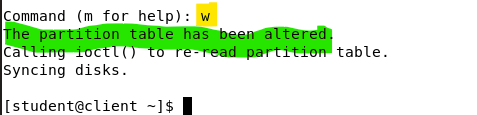 Command (m for help): w
The partition table has been altered.
Calling ioctl() to re-read partition table.
Syncing disks.
[student@client ~]$